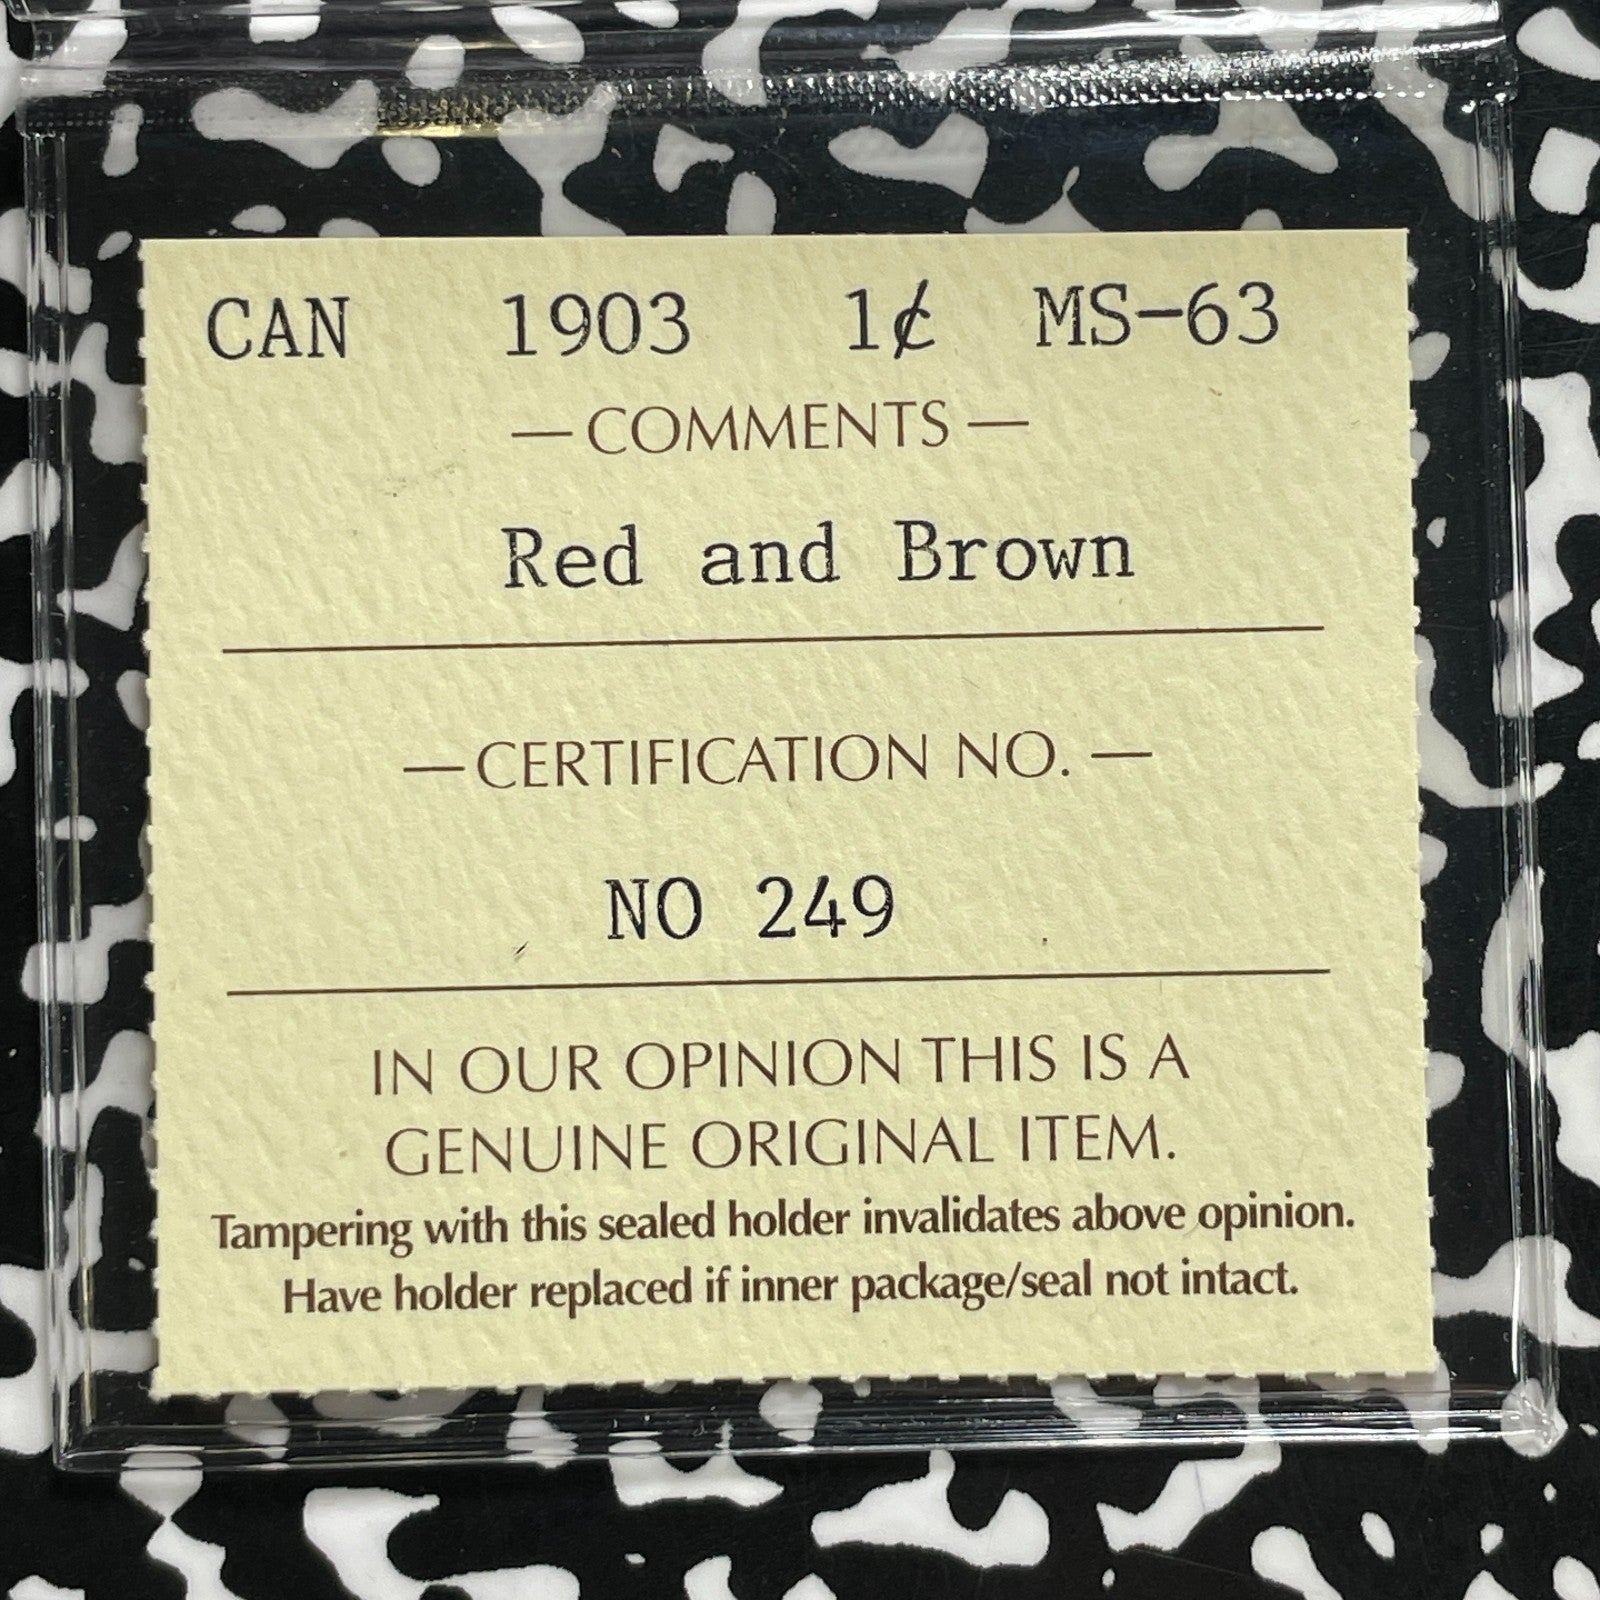 CAN 1903 1¢ MS-63
— COMMENTS —
Red and Brown
— CERTIFICATION NO. —
NO 249
IN OUR OPINION THIS IS A
GENUINE ORIGINAL ITEM.
Tampering with this sealed holder invalidates above opinion.
Have holder replaced if inner package/seal not intact.